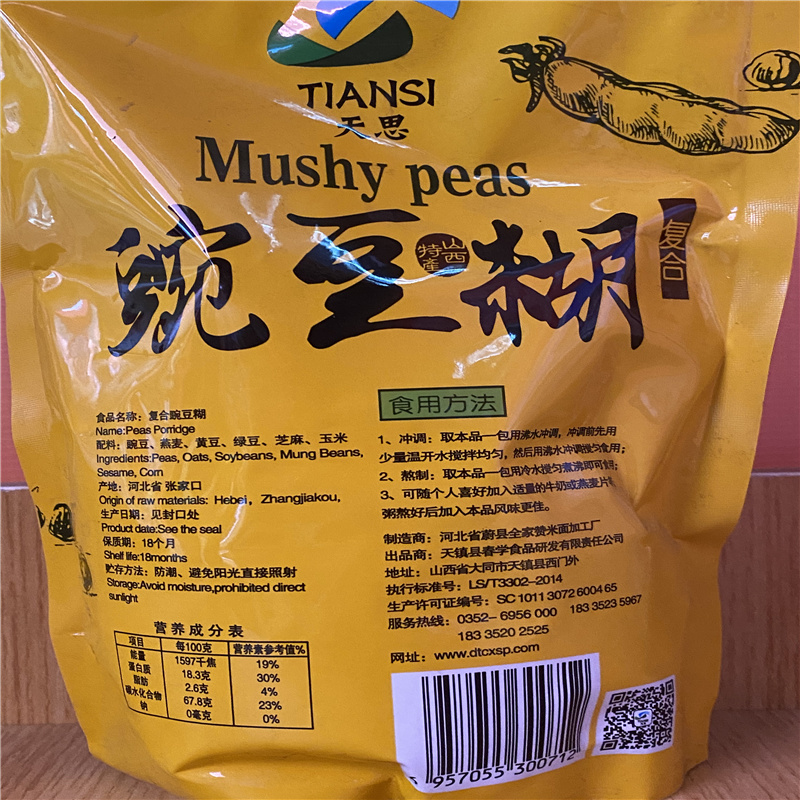 TIANSI
天思
Mushy peas
豌豆糊
山西
特產
复合
食品名称：复合豌豆糊
Name:Peas Porridge
配料：豌豆、燕麦、黄豆、绿豆、芝麻、玉米
Ingredients:Peas, Oats, Soybeans, Mung Beans,
Sesame, Corn
产地：河北省 张家口
Origin of raw materials: Hebei, Zhangjiakou,
生产日期：见封口处
Product date:See the seal
保质期：18个月
Shelf life:18months
贮存方法：防潮、避免阳光直接照射
Storage:Avoid moisture,prohibited direct
sunlight
营养成分表
项目 每100克 营养素参考值%
能量 1597千焦 19%
蛋白质 18.3克 30%
脂肪 2.6克 4%
碳水化合物 67.8克 23%
钠 0毫克 0%
食用方法
1、冲调：取本品一包用沸水冲调，冲调前先用
少量温开水搅拌均匀，然后用沸水冲调搅匀食用；
2、熬制：取本品一包用冷水搅匀煮沸即可食用；
3、可随个人喜好加入适量的牛奶或燕麦片等
粥熬好后加入本品风味更佳。
制造商：河北省蔚县全家赞米面加工厂
出品商：天镇县春学食品研发有限责任公司
地址：山西省大同市天镇县西门外
执行标准号：LS/T3302--2014
生产许可证编号：SC 1011 3072 6004 65
服务热线：0352- 6956 000 183 3523 5967
183 3520 2525
网址：www.dtcxsp.com
957055 300712